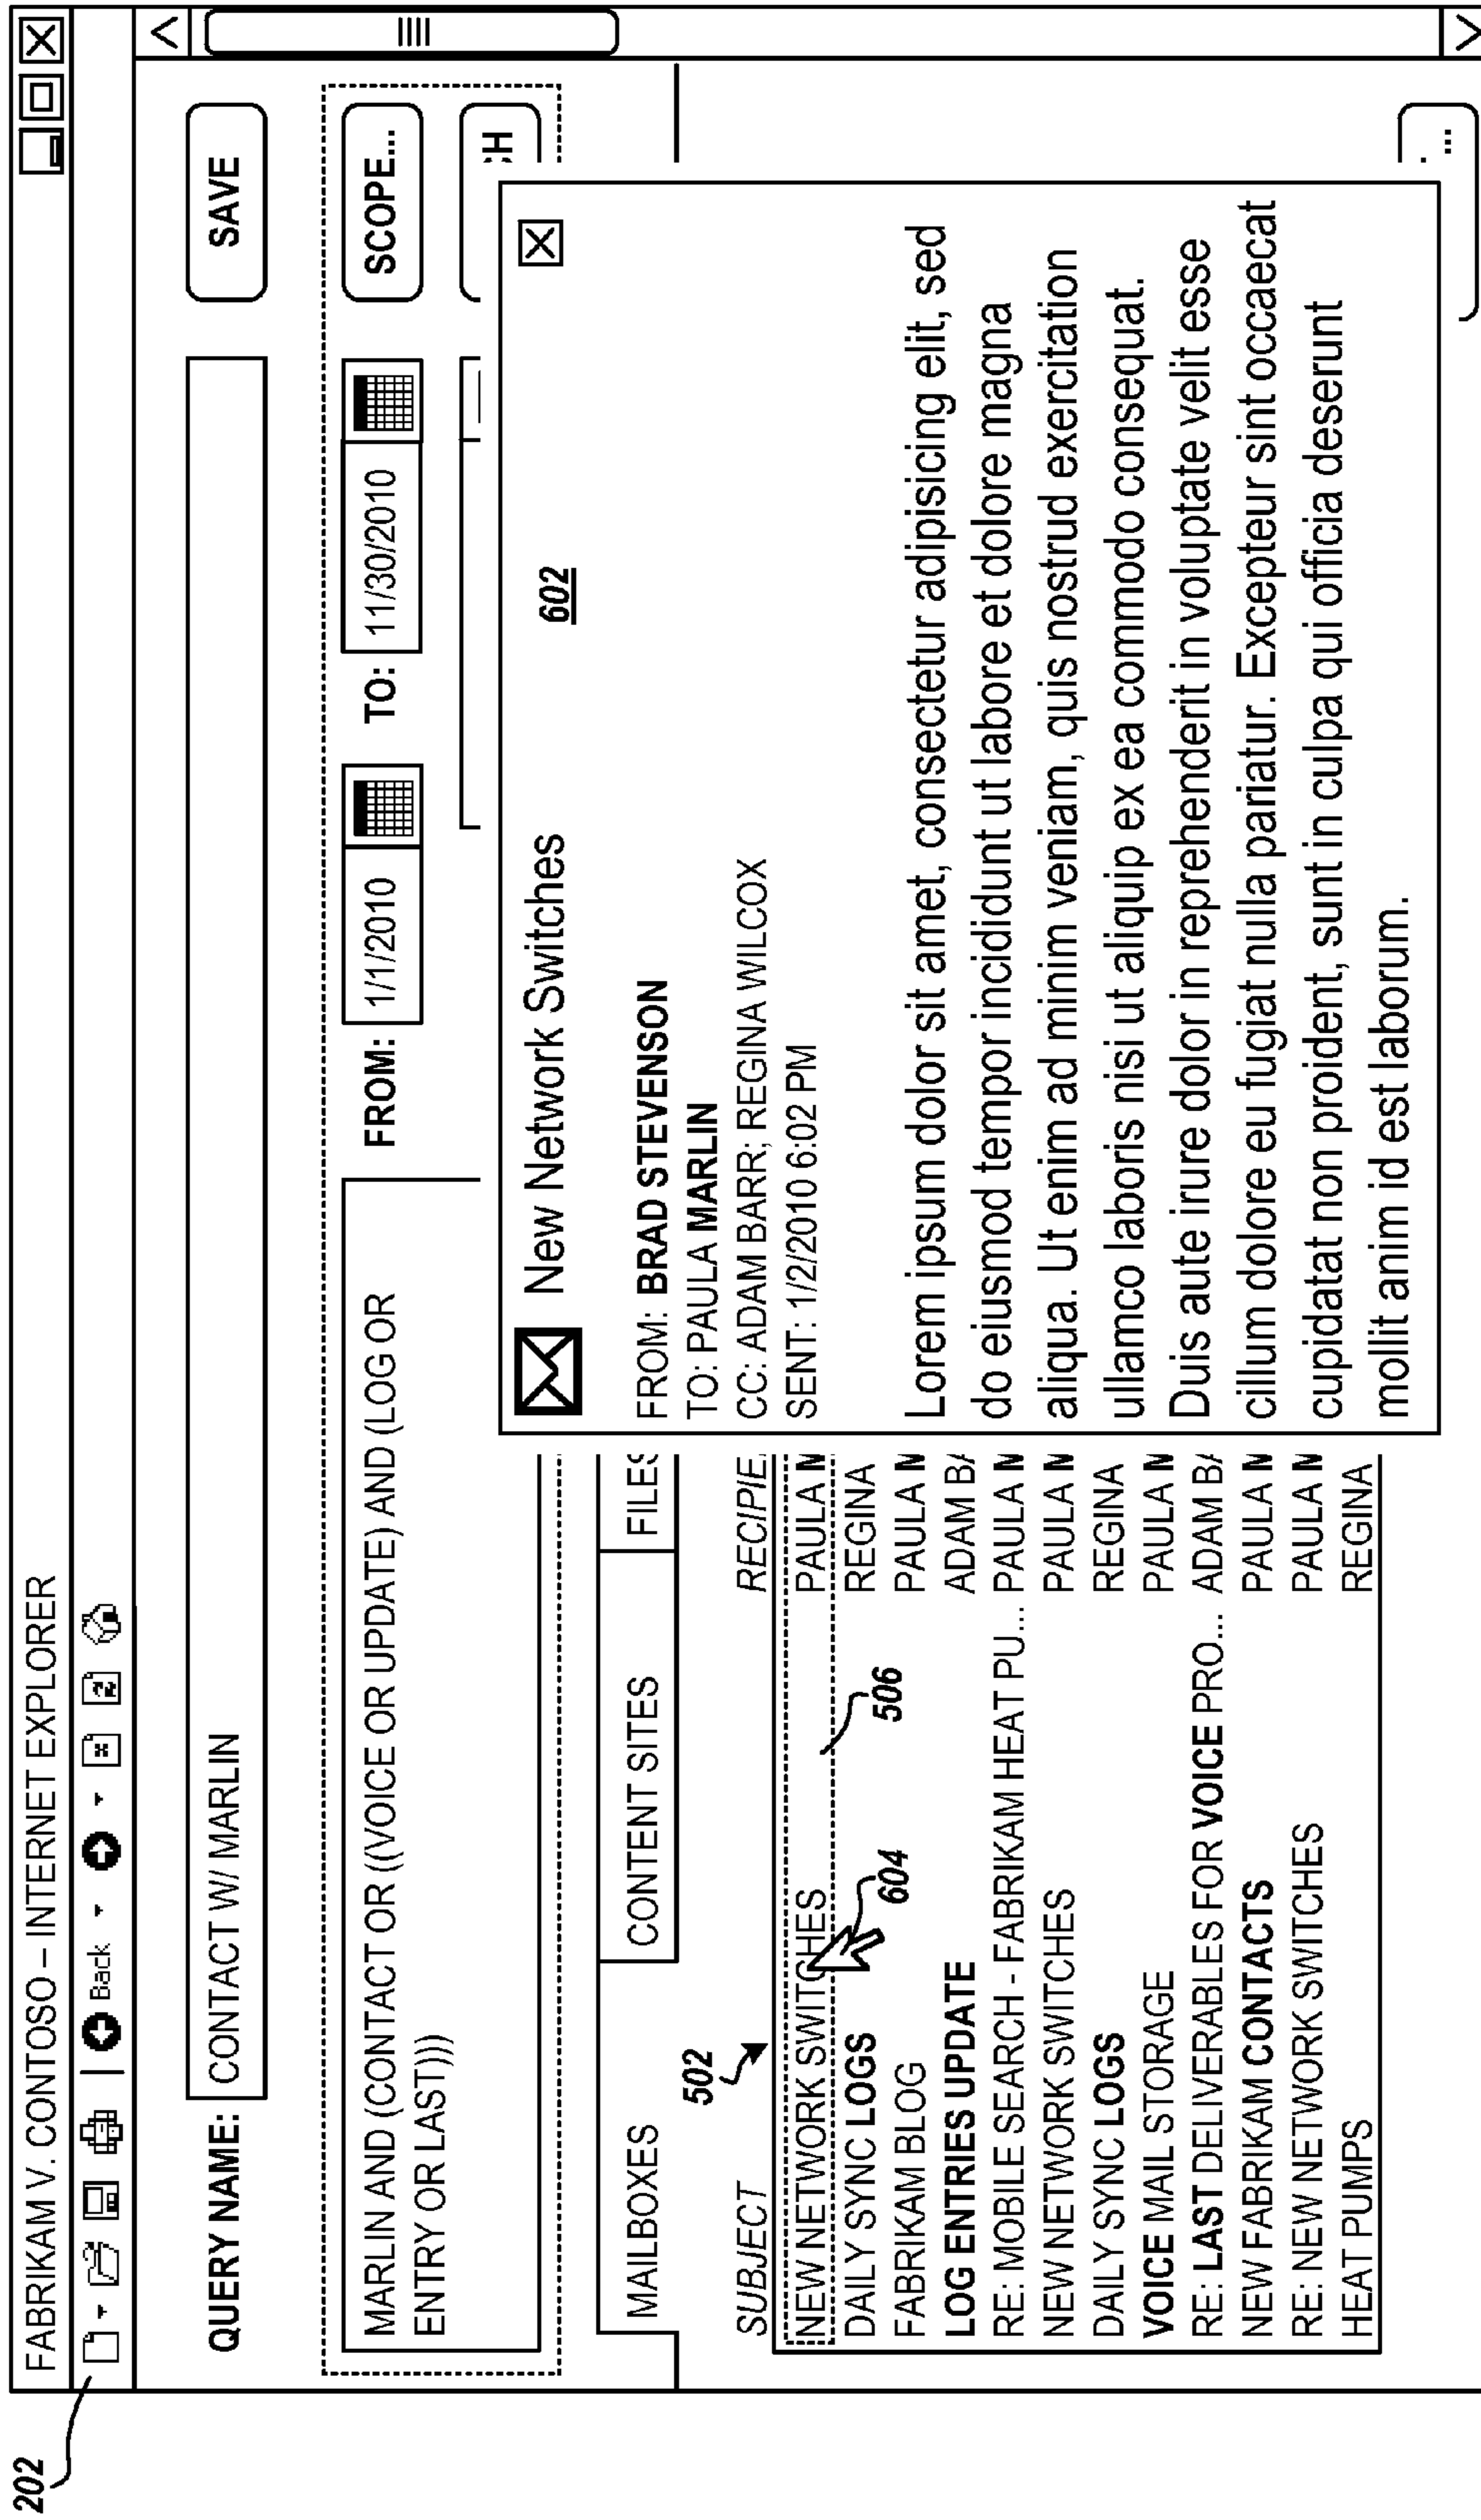 202
FABRIKAM V. CONTOSO – INTERNET EXPLORER
Back
QUERY NAME: CONTACT W/ MARLIN SAVE
MARLIN AND (CONTACT OR ((VOICE OR UPDATE) AND (LOG OR
ENTRY OR LAST)))
FROM: 1/1/2010 TO: 11/30/2010 SCOPE...
MAILBOXES CONTENT SITES FILES
502
SUBJECT RECIPIE
NEW NETWORK SWITCHES PAULA M
DAILY SYNC LOGS REGINA
FABRIKAM BLOG PAULA M
LOG ENTRIES UPDATE ADAM BA
RE: MOBILE SEARCH - FABRIKAM HEAT PU... PAULA M
NEW NETWORK SWITCHES PAULA M
DAILY SYNC LOGS REGINA
VOICE MAIL STORAGE PAULA M
RE: LAST DELIVERABLES FOR VOICE PRO... ADAM BA
NEW FABRIKAM CONTACTS PAULA M
RE: NEW NETWORK SWITCHES PAULA M
HEAT PUMPS REGINA
604
506
New Network Switches
602
FROM: BRAD STEVENSON
TO: PAULA MARLIN
CC: ADAM BARR; REGINA WILCOX
SENT: 1/2/2010 6:02 PM
Lorem ipsum dolor sit amet, consectetur adipisicing elit, sed
do eiusmod tempor incididunt ut labore et dolore magna
aliqua. Ut enim ad minim veniam, quis nostrud exercitation
ullamco laboris nisi ut aliquip ex ea commodo consequat.
Duis aute irure dolor in reprehenderit in voluptate velit esse
cillum dolore eu fugiat nulla pariatur. Excepteur sint occaecat
cupidatat non proident, sunt in culpa qui officia deserunt
mollit anim id est laborum.
...